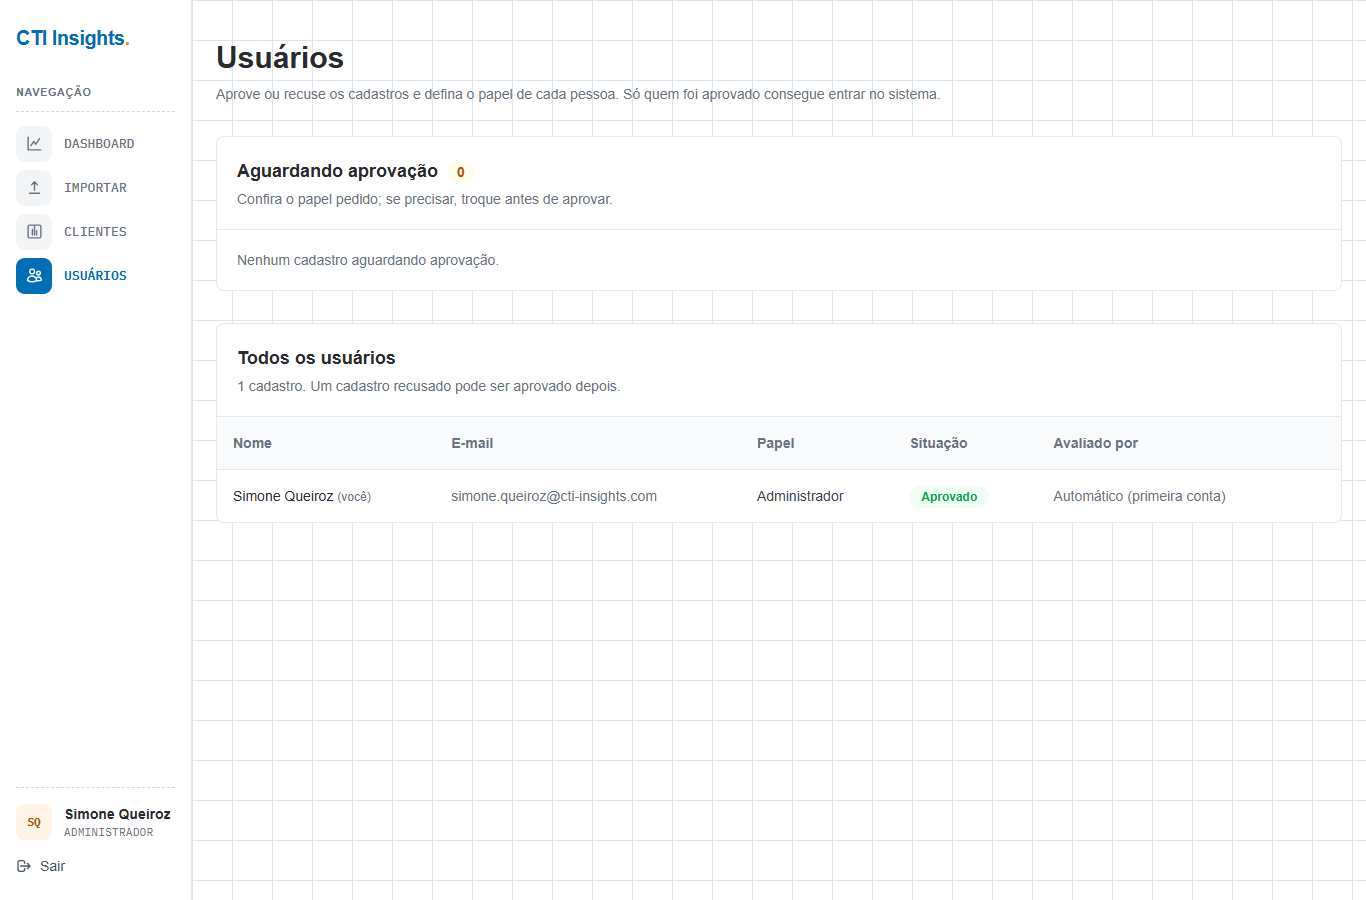 CTI Insights.
NAVEGAÇÃO
DASHBOARD
IMPORTAR
CLIENTES
USUÁRIOS
Usuários
Aprove ou recuse os cadastros e defina o papel de cada pessoa. Só quem foi aprovado consegue entrar no sistema.
Aguardando aprovação 0
Confira o papel pedido; se precisar, troque antes de aprovar.
Nenhum cadastro aguardando aprovação.
Todos os usuários
1 cadastro. Um cadastro recusado pode ser aprovado depois.
Nome E-mail Papel Situação Avaliado por
Simone Queiroz (você) simone.queiroz@cti-insights.com Administrador Aprovado Automático (primeira conta)
SQ Simone Queiroz
ADMINISTRADOR
Sair